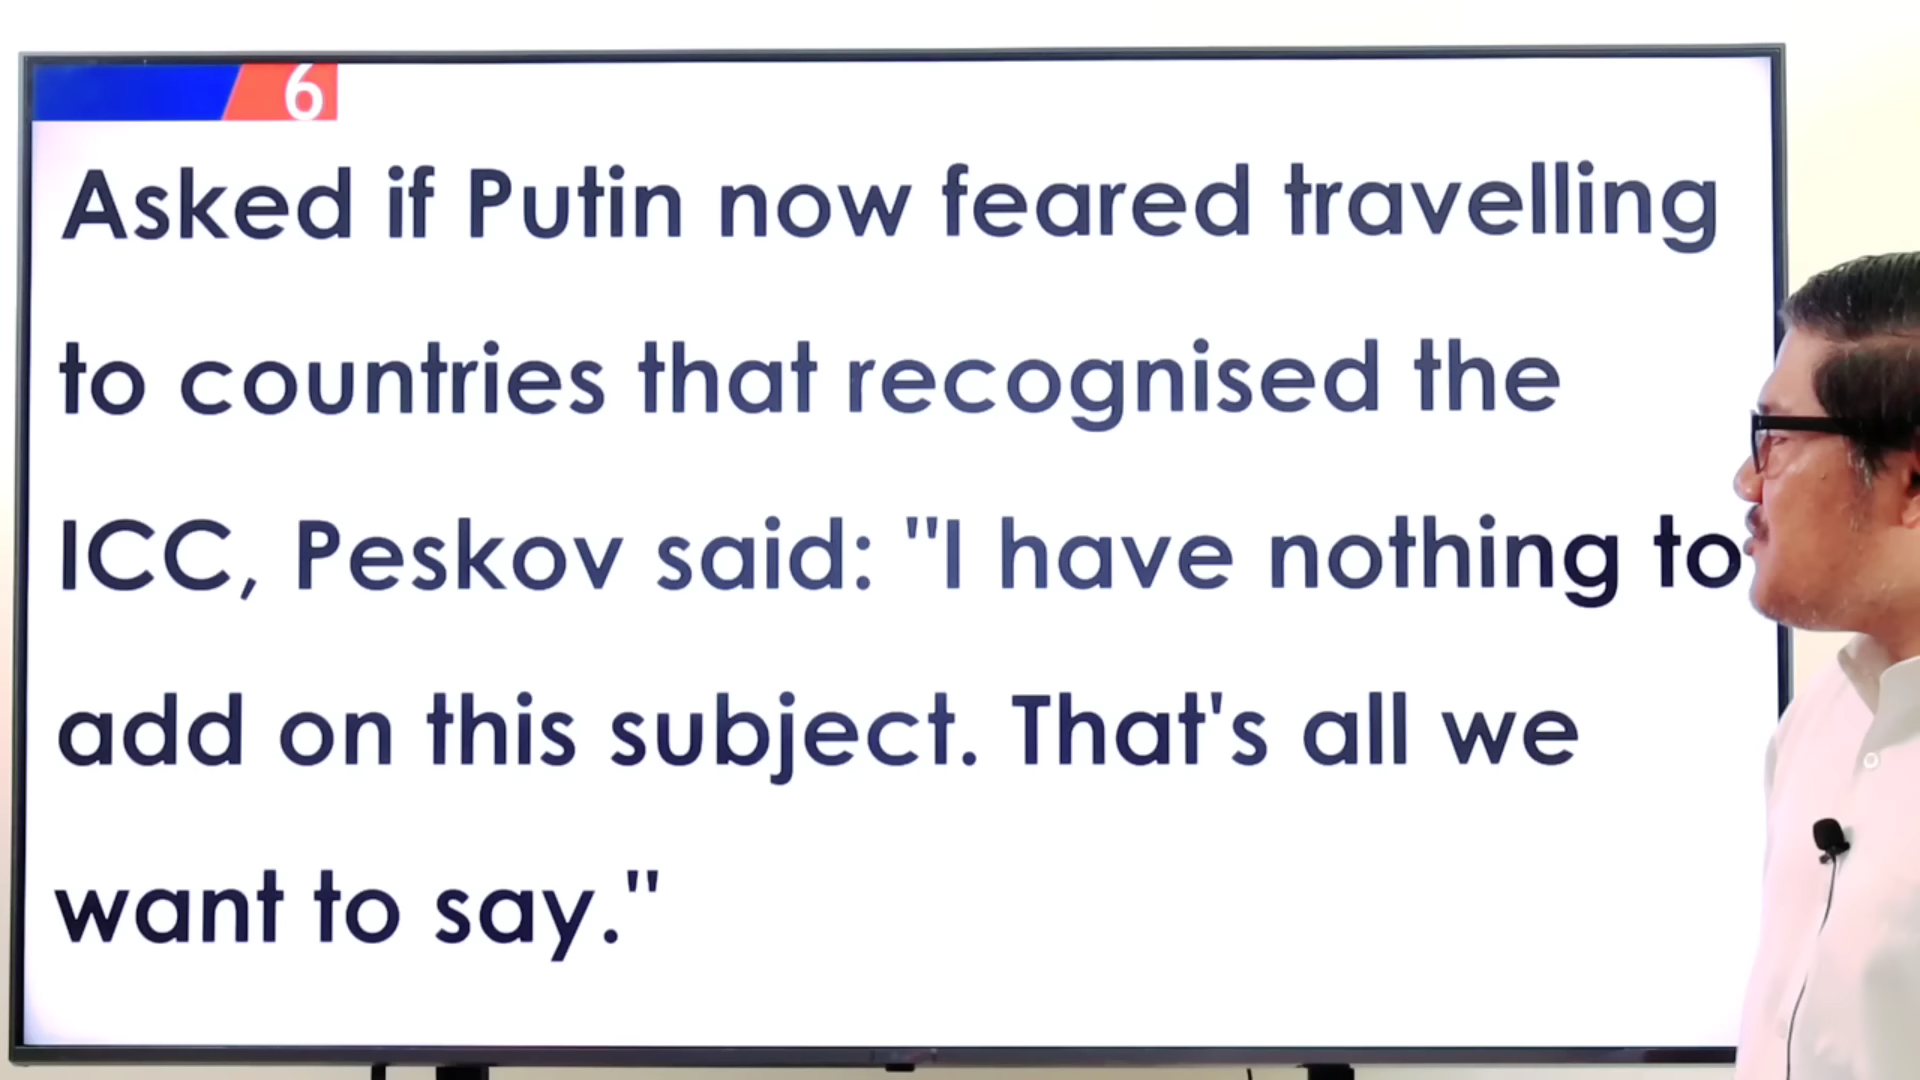 6
Asked if Putin now feared travelling
to countries that recognised the
ICC, Peskov said: "I have nothing to
add on this subject. That's all we
want to say."